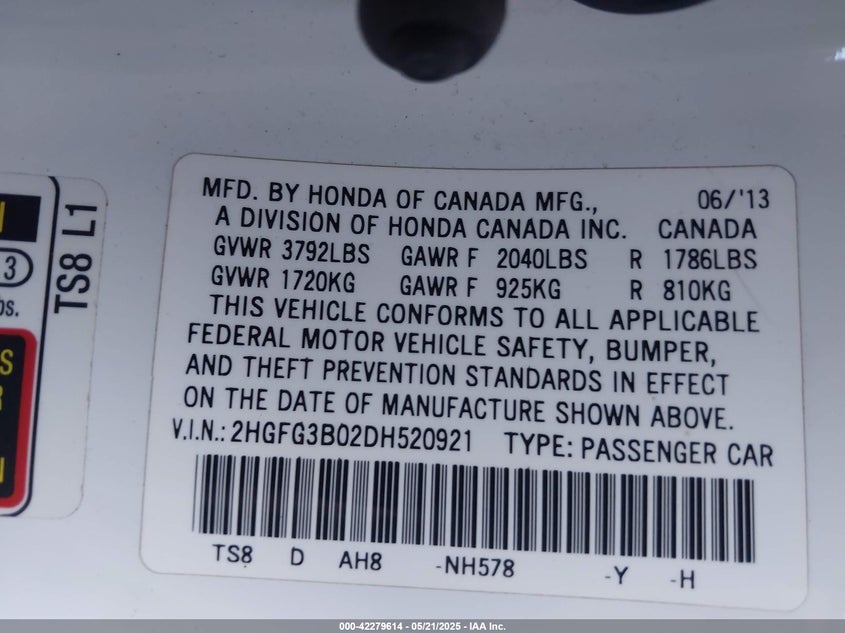 MFD. BY HONDA OF CANADA MFG., 06/'13
A DIVISION OF HONDA CANADA INC. CANADA
GVWR 3792LBS GAWR F 2040LBS R 1786LBS
GVWR 1720KG GAWR F 925KG R 810KG
THIS VEHICLE CONFORMS TO ALL APPLICABLE
FEDERAL MOTOR VEHICLE SAFETY, BUMPER,
AND THEFT PREVENTION STANDARDS IN EFFECT
ON THE DATE OF MANUFACTURE SHOWN ABOVE.
V.I.N.: 2HGFG3B02DH520921 TYPE: PASSENGER CAR
TS8 D AH8 -NH578 -Y -H
TS8 L1
3
000-42279614 - 05/21/2025 - IAA Inc.